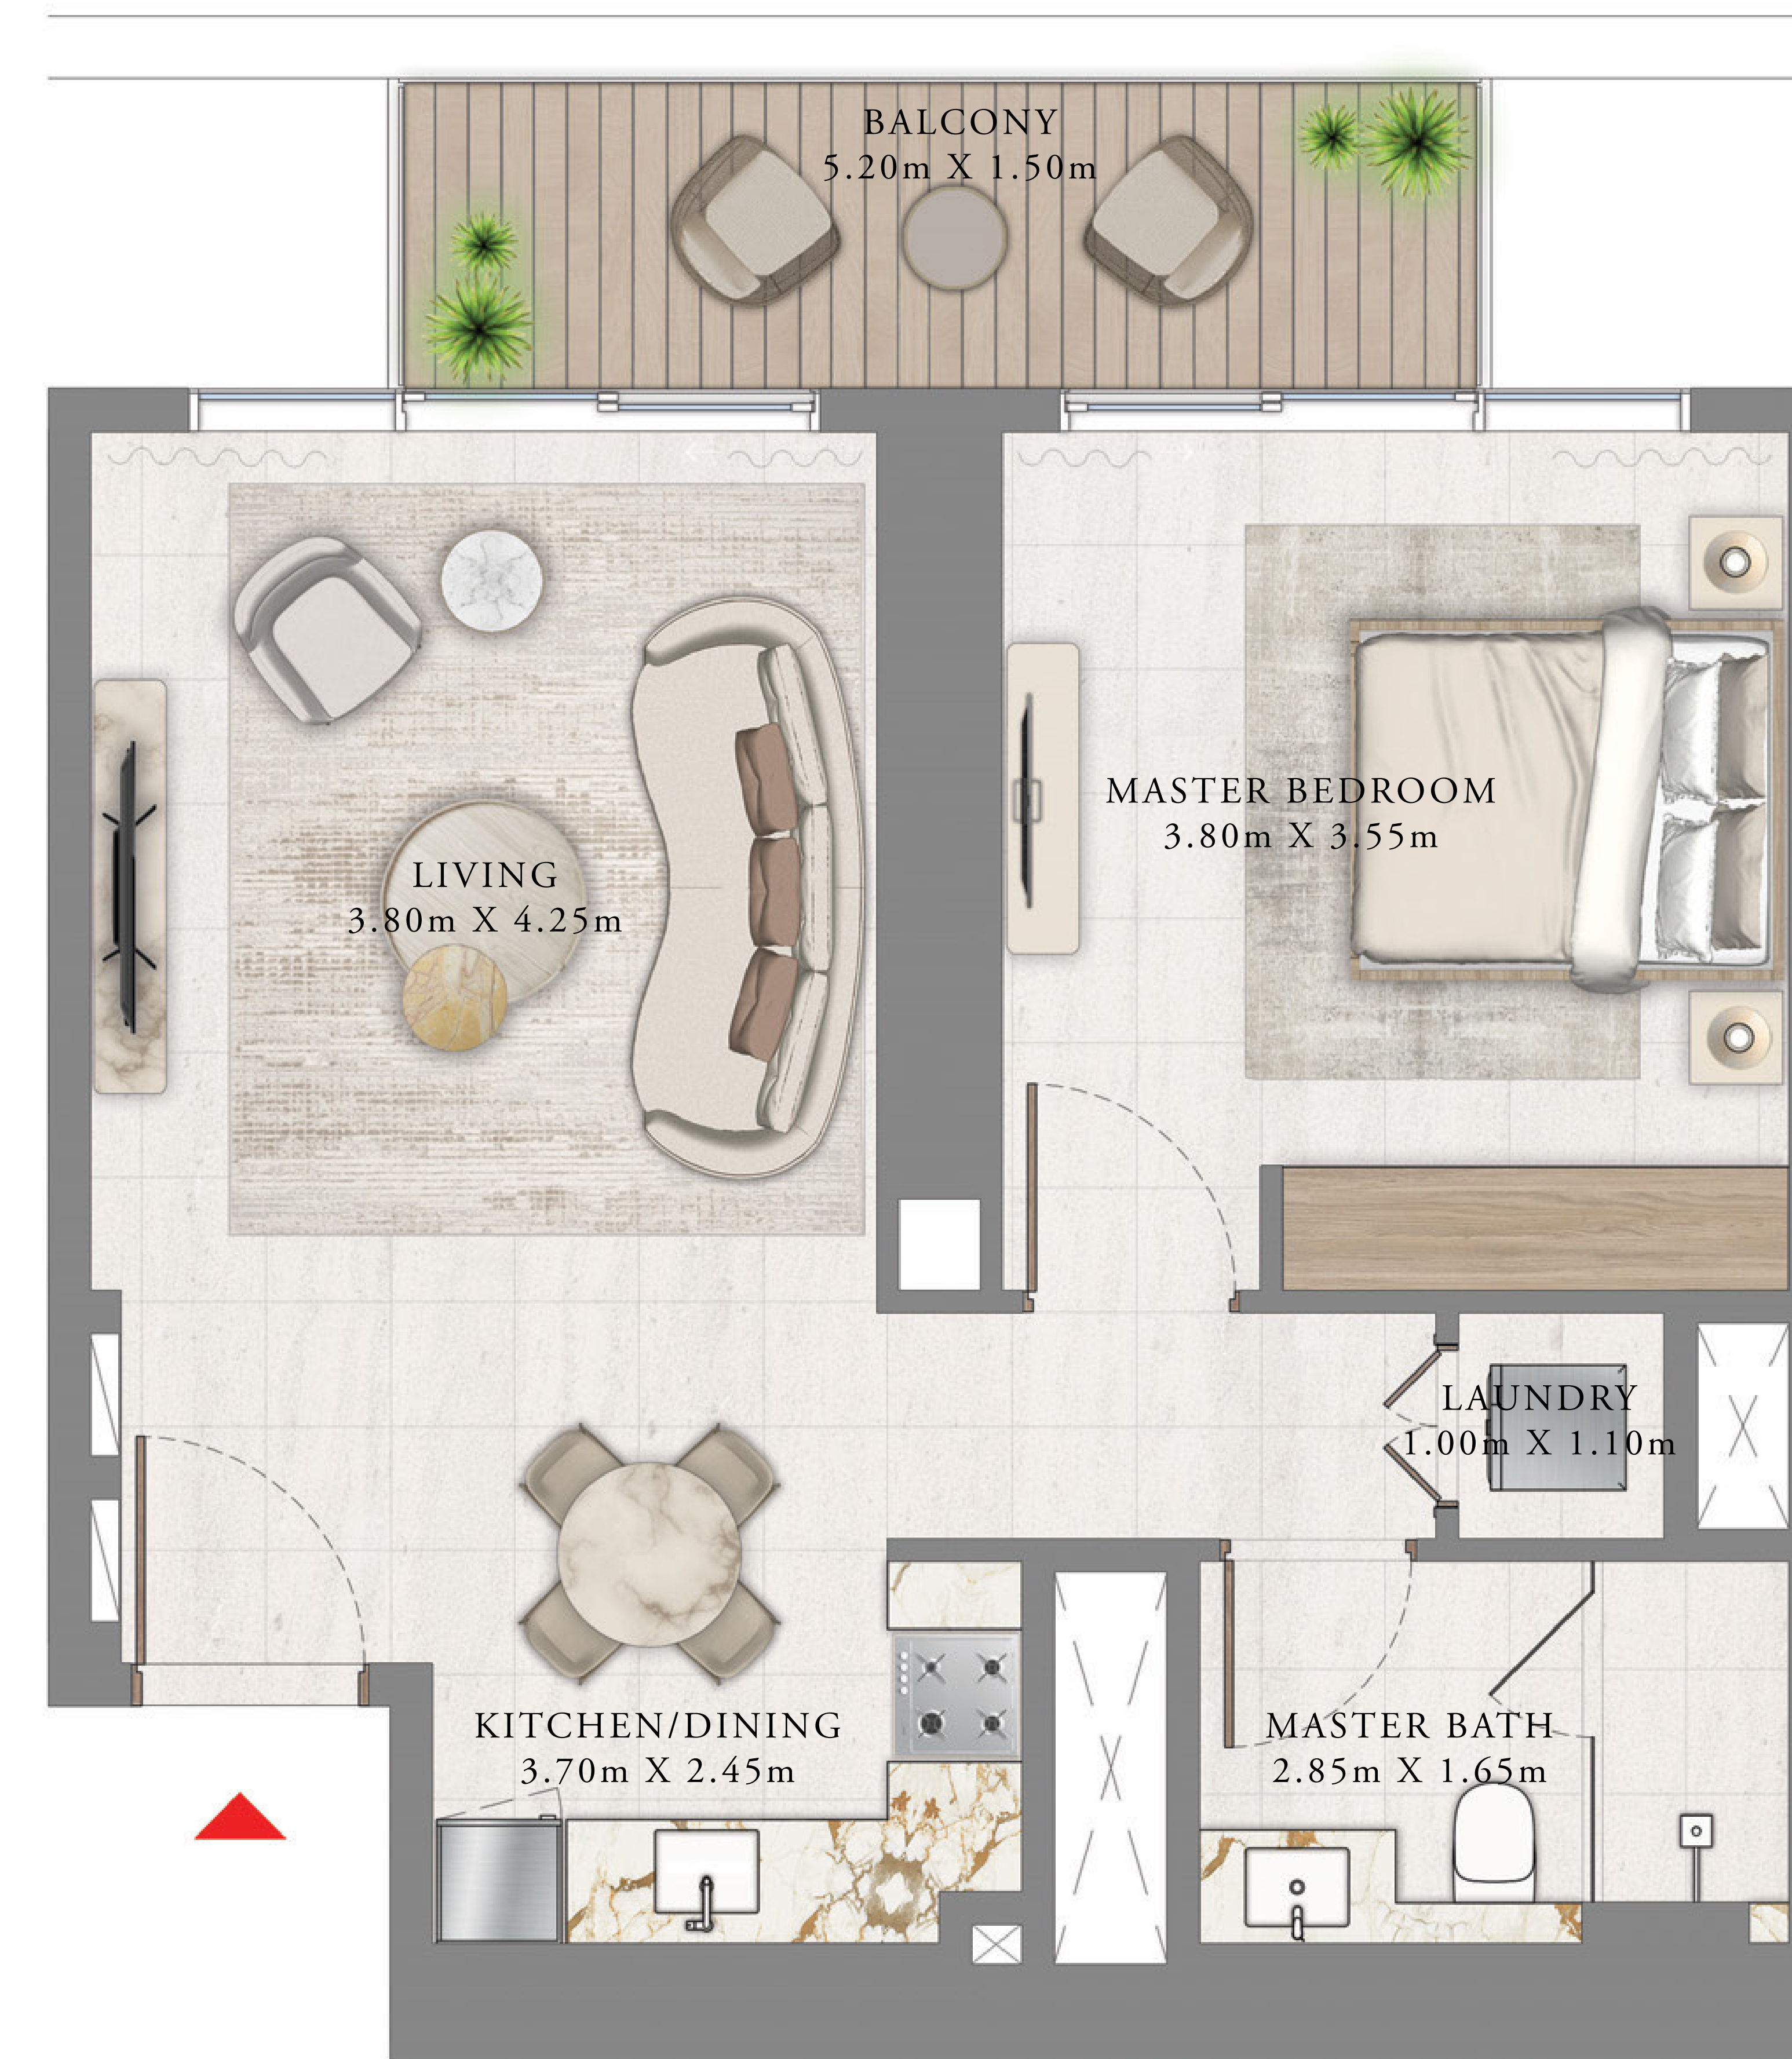 BALCONY
5.20m X 1.50m
MASTER BEDROOM
3.80m X 3.55m
LIVING
3.80m X 4.25m
LAUNDRY
1.00m X 1.10m
KITCHEN/DINING
3.70m X 2.45m
MASTER BATH
2.85m X 1.65m